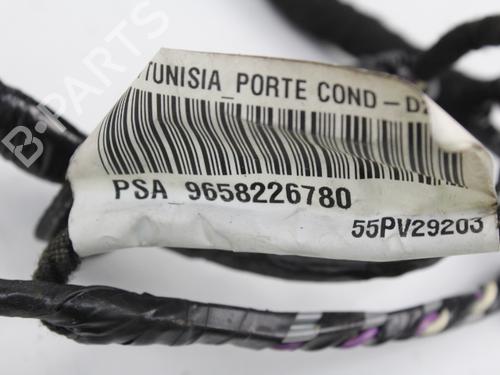 TUNISIA_PORTE COND-D
PSA 9658226780
55PV29203
B-PARTS